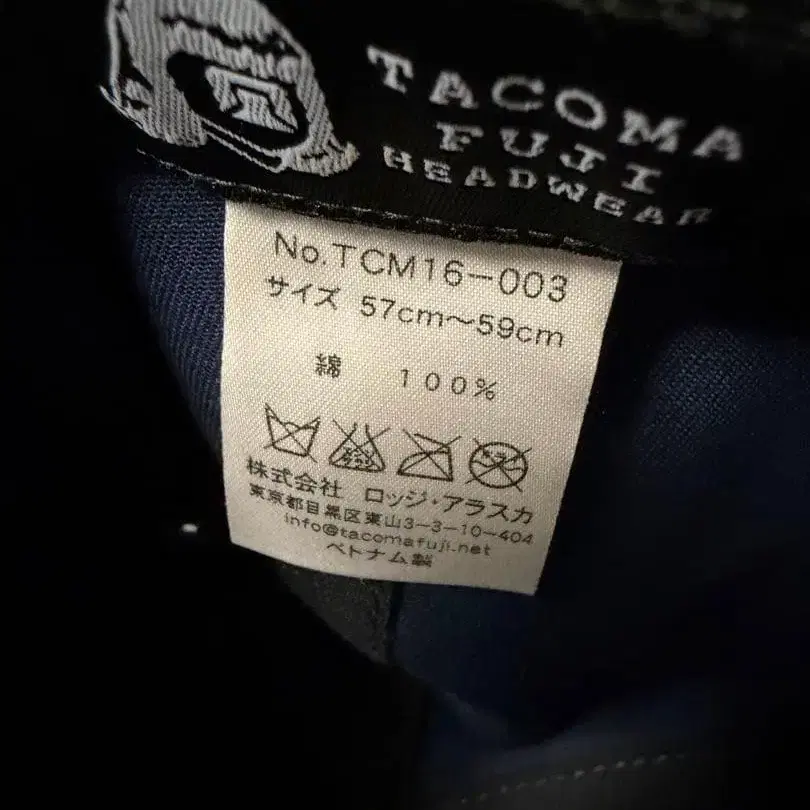 TACOMA
FUJI
HEADWEAR
No.TCM16-003
サイズ 57cm～59cm
綿 100%
株式会社 ロッジ・アラスカ
東京都目黒区東山3-3-10-404
info@tacomafuji.net
ベトナム製